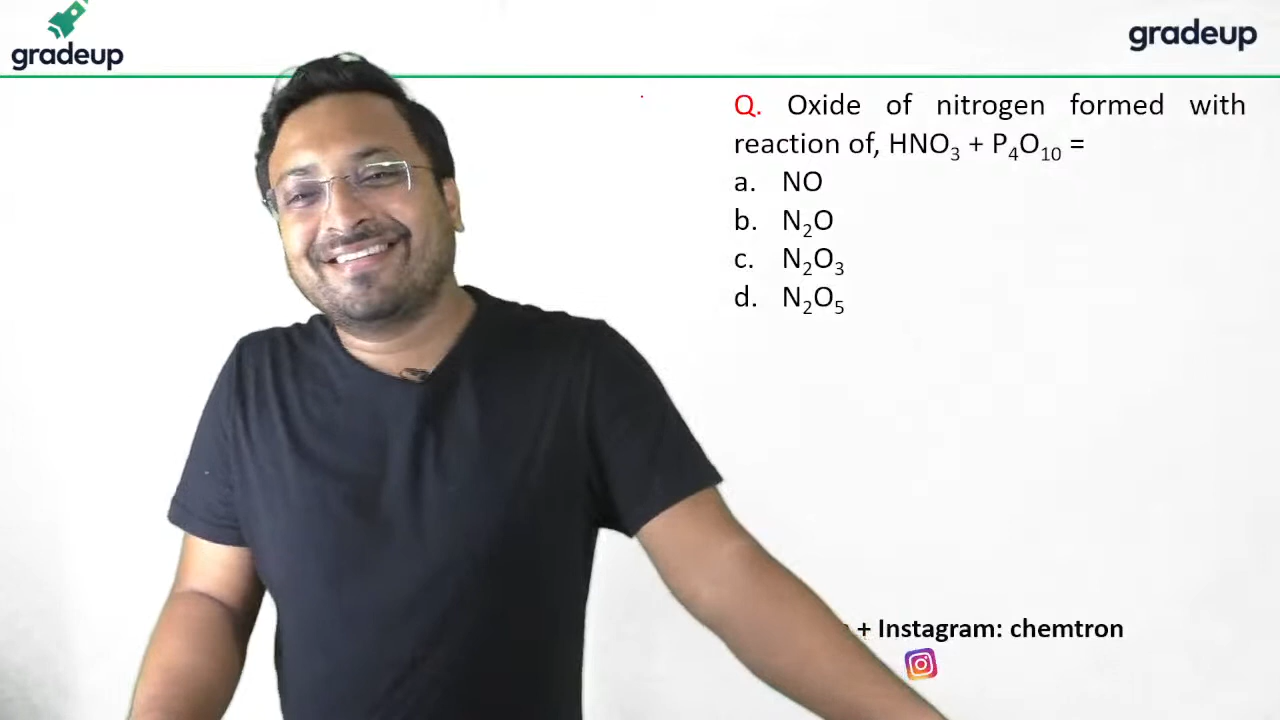 gradeup
gradeup
Q. Oxide of nitrogen formed with
reaction of, HNO₃ + P₄O₁₀ =
a. NO
b. N₂O
c. N₂O₃
d. N₂O₅
+ Instagram: chemtron